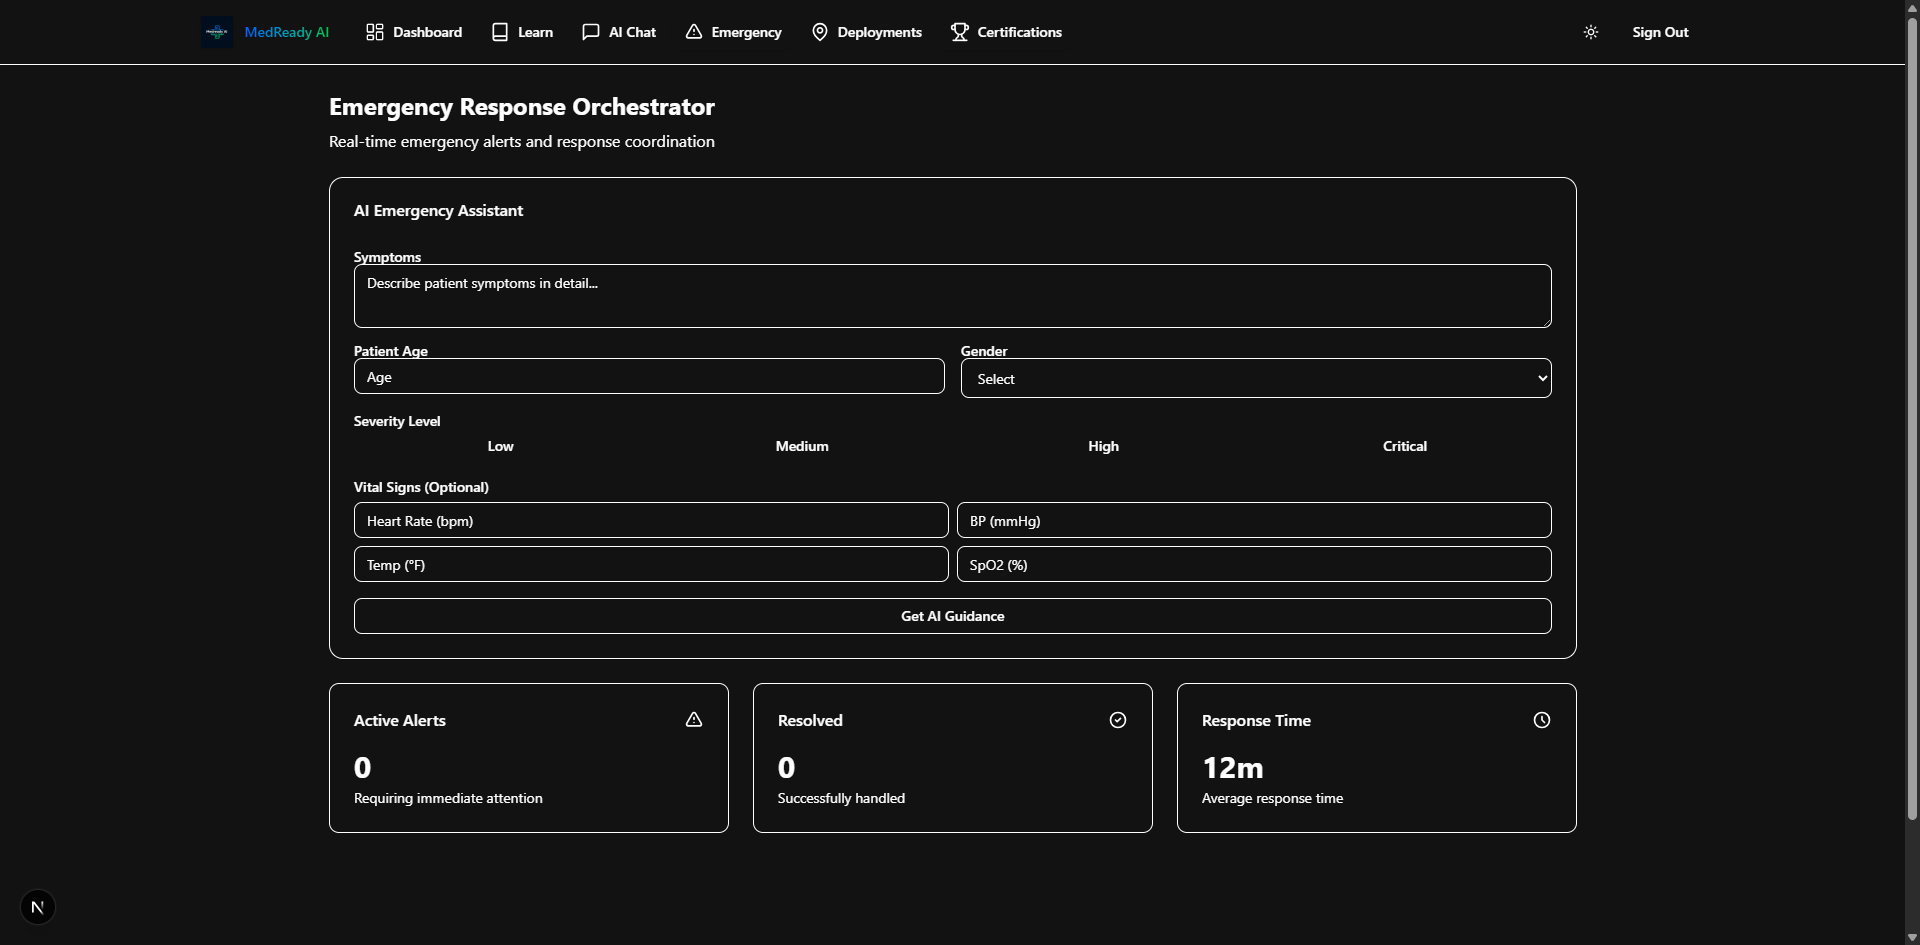 MedReady AI
Dashboard
Learn
AI Chat
Emergency
Deployments
Certifications
Sign Out
Emergency Response Orchestrator
Real-time emergency alerts and response coordination
AI Emergency Assistant
Symptoms
Describe patient symptoms in detail...
Patient Age
Gender
Age
Select
Severity Level
Low
Medium
High
Critical
Vital Signs (Optional)
Heart Rate (bpm)
BP (mmHg)
Temp (°F)
SpO2 (%)
Get AI Guidance
Active Alerts
0
Requiring immediate attention
Resolved
0
Successfully handled
Response Time
12m
Average response time
N